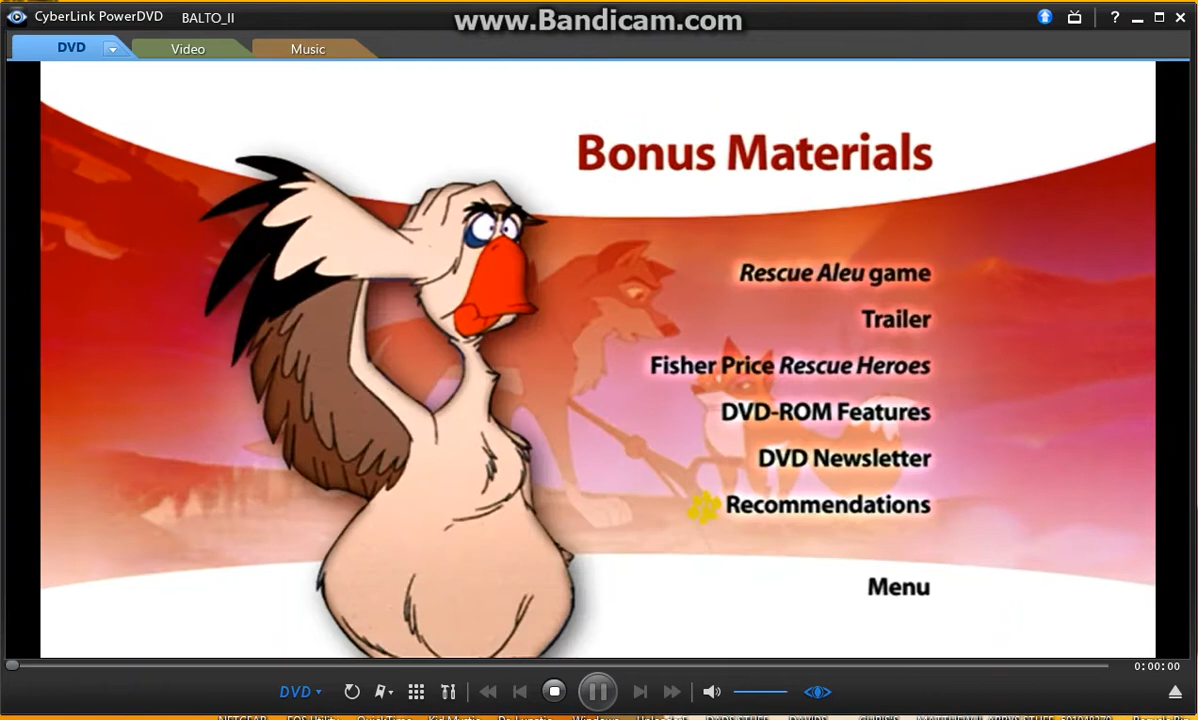 CyberLink PowerDVD BALTO_II
www.Bandicam.com
?
DVD Video Music
Bonus Materials
Rescue Aleu game
Trailer
Fisher Price Rescue Heroes
DVD-ROM Features
DVD Newsletter
Recommendations
Menu
0:00:00
DVD